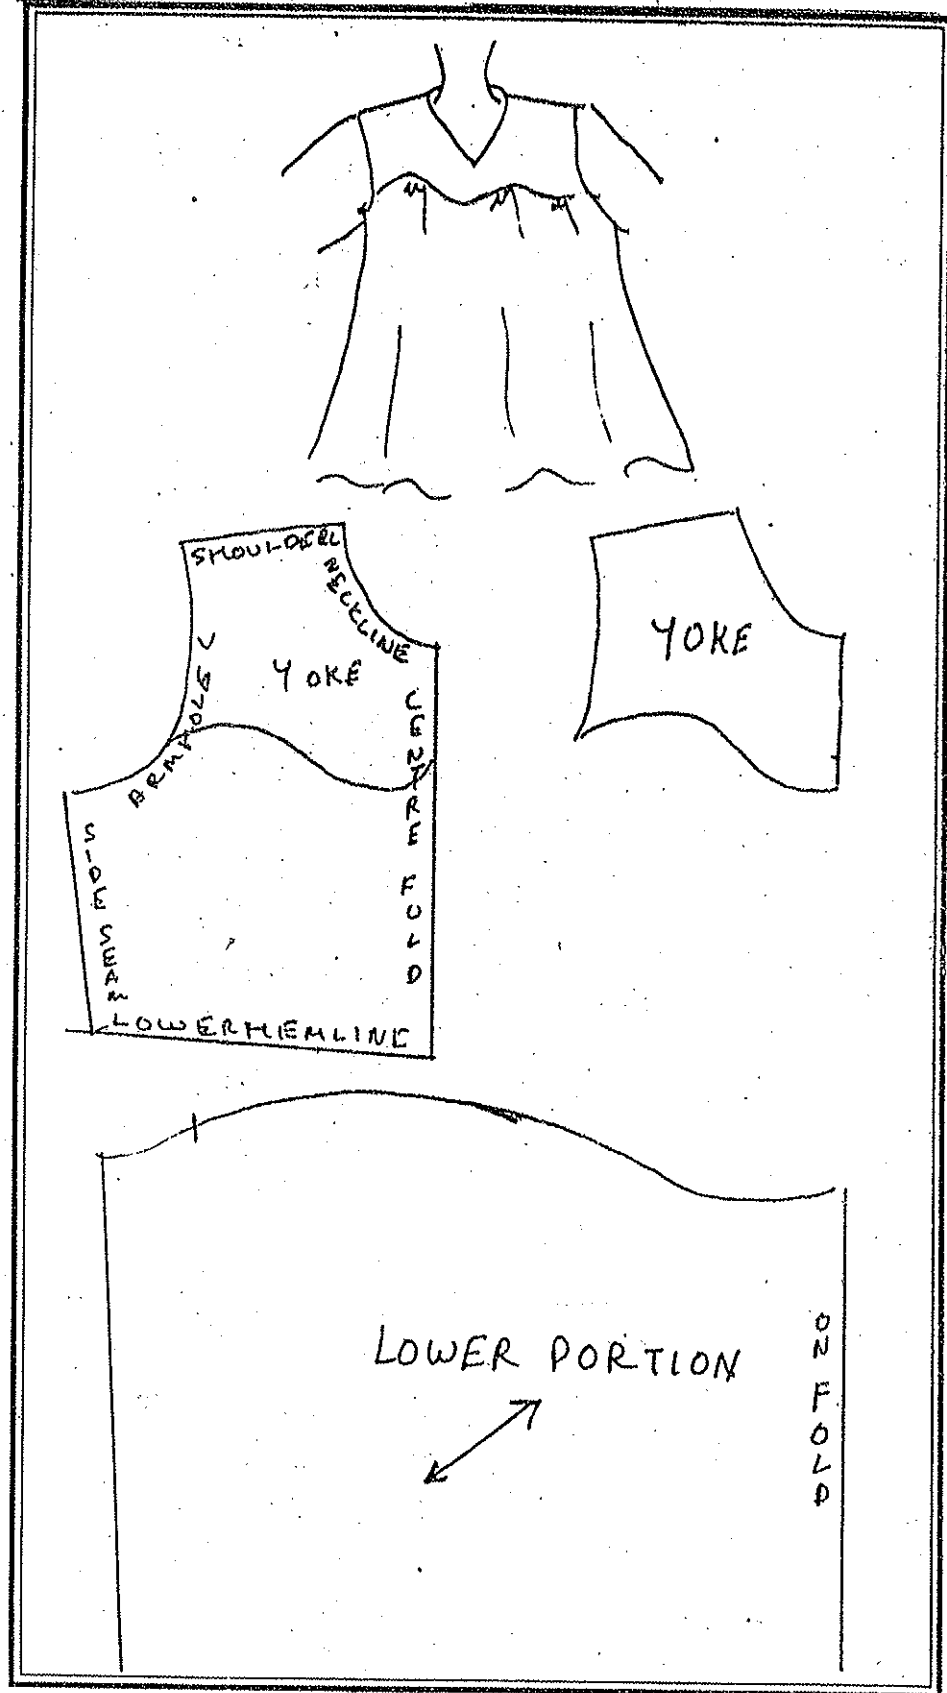 SHOULDER
NECKLINE
YOKE
YOKE
ARMHOLE
CENTRE FOLD
SIDE SEAM
LOWER HEMLINE
LOWER PORTION
ON FOLD